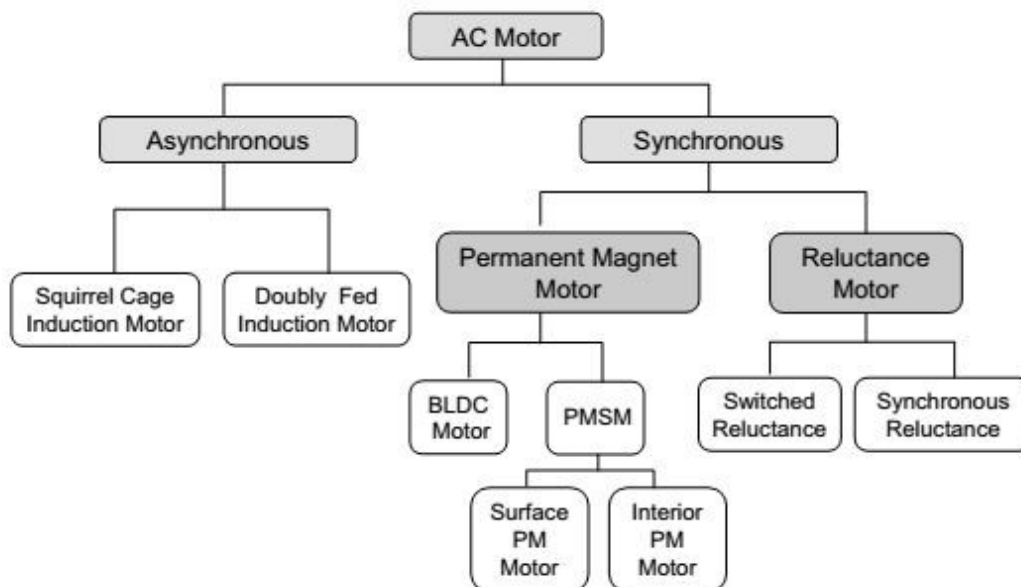 AC Motor
Asynchronous
Synchronous
Squirrel Cage
Induction Motor
Doubly Fed
Induction Motor
Permanent Magnet
Motor
Reluctance
Motor
BLDC
Motor
PMSM
Switched
Reluctance
Synchronous
Reluctance
Surface
PM
Motor
Interior
PM
Motor